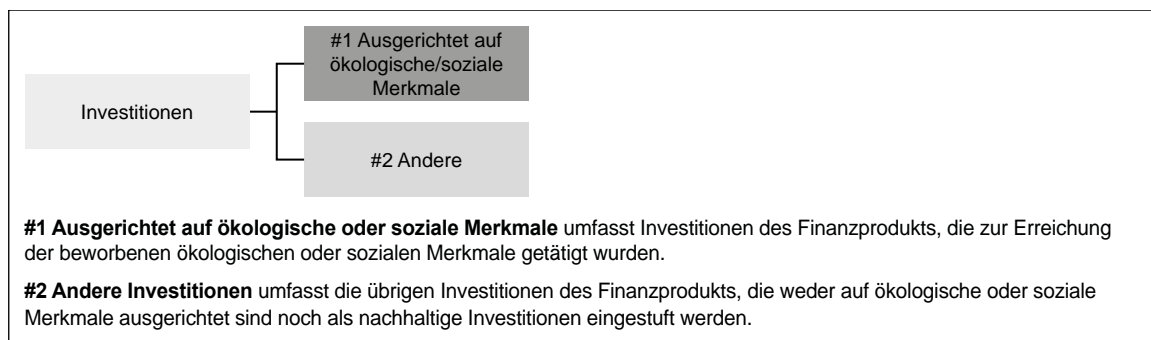 #1 Ausgerichtet auf
ökologische/soziale
Merkmale
Investitionen
#2 Andere
#1 Ausgerichtet auf ökologische oder soziale Merkmale umfasst Investitionen des Finanzprodukts, die zur Erreichung
der beworbenen ökologischen oder sozialen Merkmale getätigt wurden.
#2 Andere Investitionen umfasst die übrigen Investitionen des Finanzprodukts, die weder auf ökologische oder soziale
Merkmale ausgerichtet sind noch als nachhaltige Investitionen eingestuft werden.